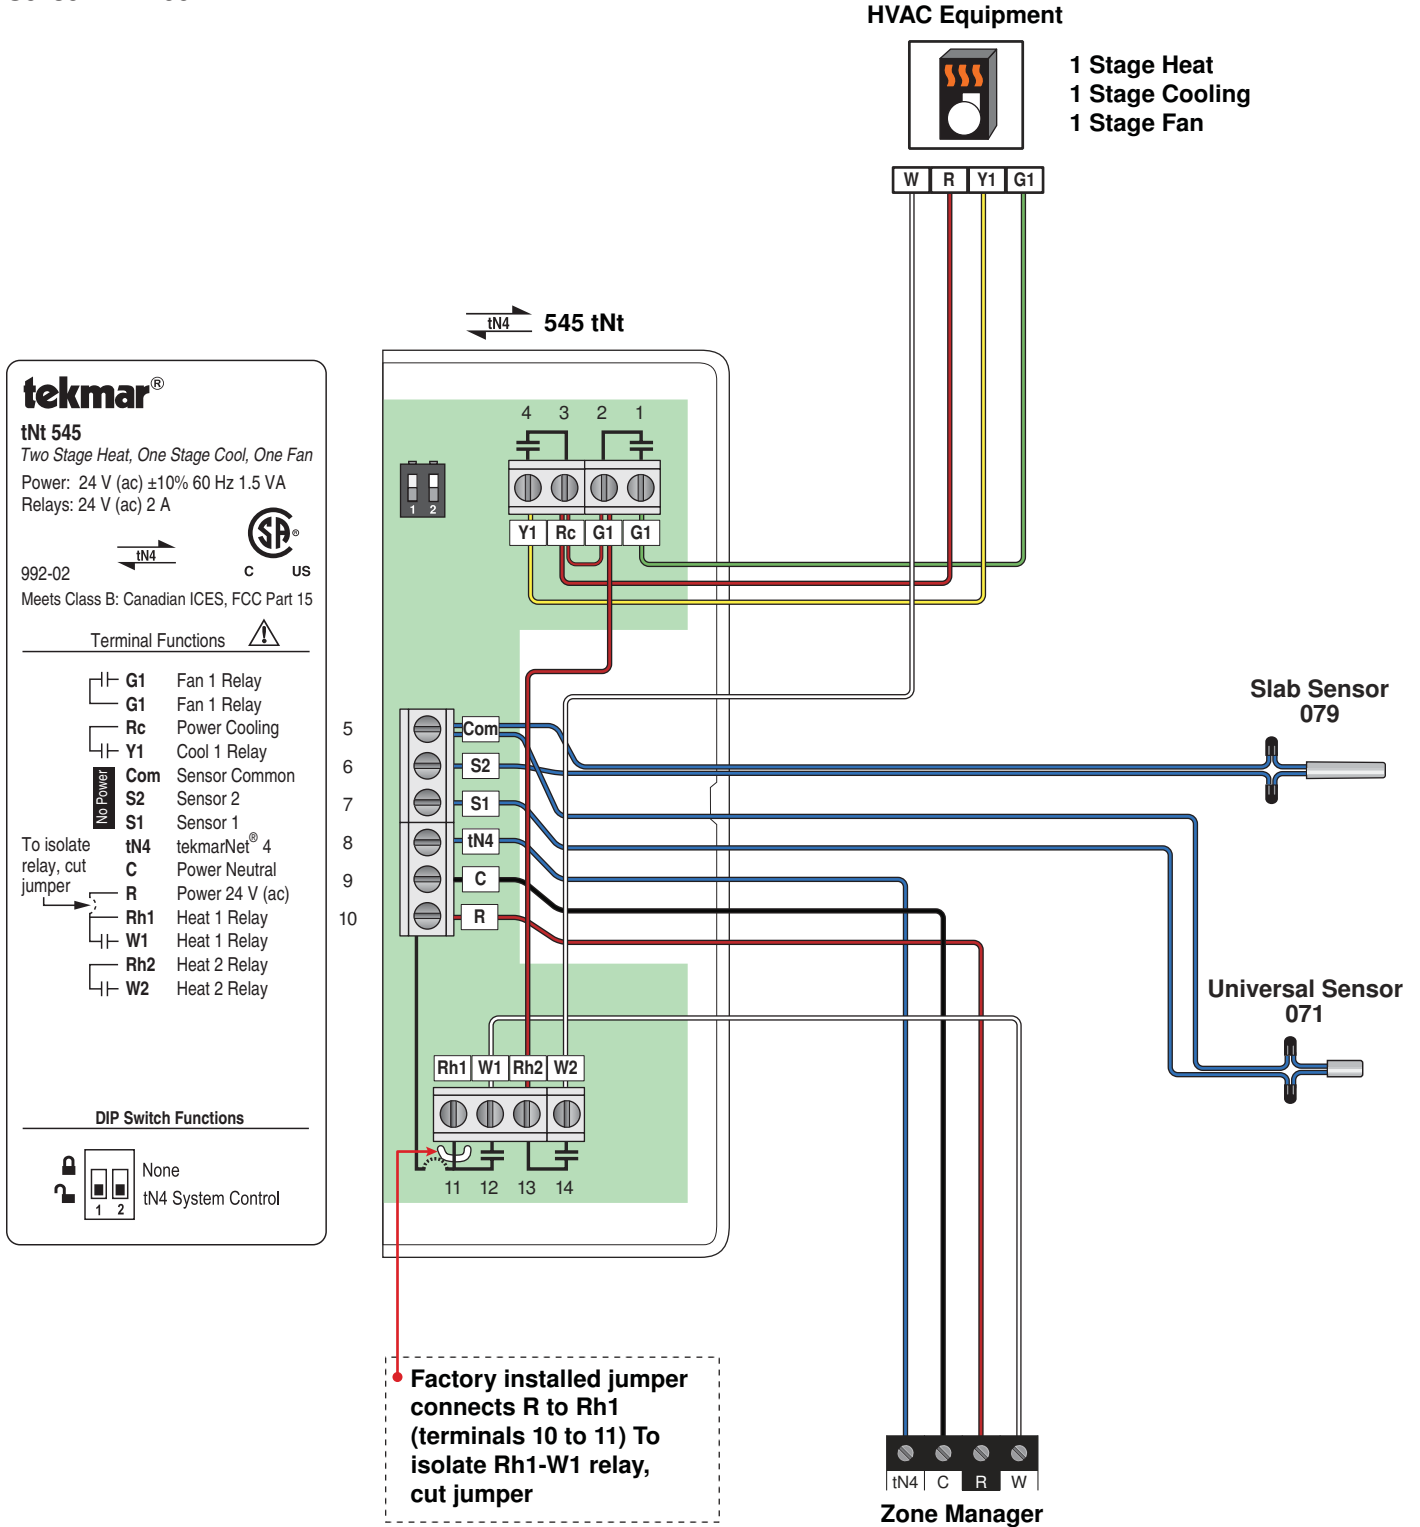 HVAC Equipment
1 Stage Heat
1 Stage Cooling
1 Stage Fan
W R Y1 G1
tN4 545 tNt
tekmar®
tNt 545
Two Stage Heat, One Stage Cool, One Fan
Power: 24 V (ac) ±10% 60 Hz 1.5 VA
Relays: 24 V (ac) 2 A
SA ®
C US
tN4
992-02
Meets Class B: Canadian ICES, FCC Part 15
Terminal Functions
G1 Fan 1 Relay
G1 Fan 1 Relay
Rc Power Cooling
Y1 Cool 1 Relay
No Power
Com Sensor Common
S2 Sensor 2
S1 Sensor 1
tN4 tekmarNet® 4
C Power Neutral
R Power 24 V (ac)
Rh1 Heat 1 Relay
W1 Heat 1 Relay
Rh2 Heat 2 Relay
W2 Heat 2 Relay
To isolate
relay, cut
jumper
DIP Switch Functions
None
tN4 System Control
1 2
4 3 2 1
1 2
Y1 Rc G1 G1
5 Com
6 S2
7 S1
8 tN4
9 C
10 R
Slab Sensor
079
Universal Sensor
071
Rh1 W1 Rh2 W2
11 12 13 14
Factory installed jumper
connects R to Rh1
(terminals 10 to 11) To
isolate Rh1-W1 relay,
cut jumper
tN4 C R W
Zone Manager